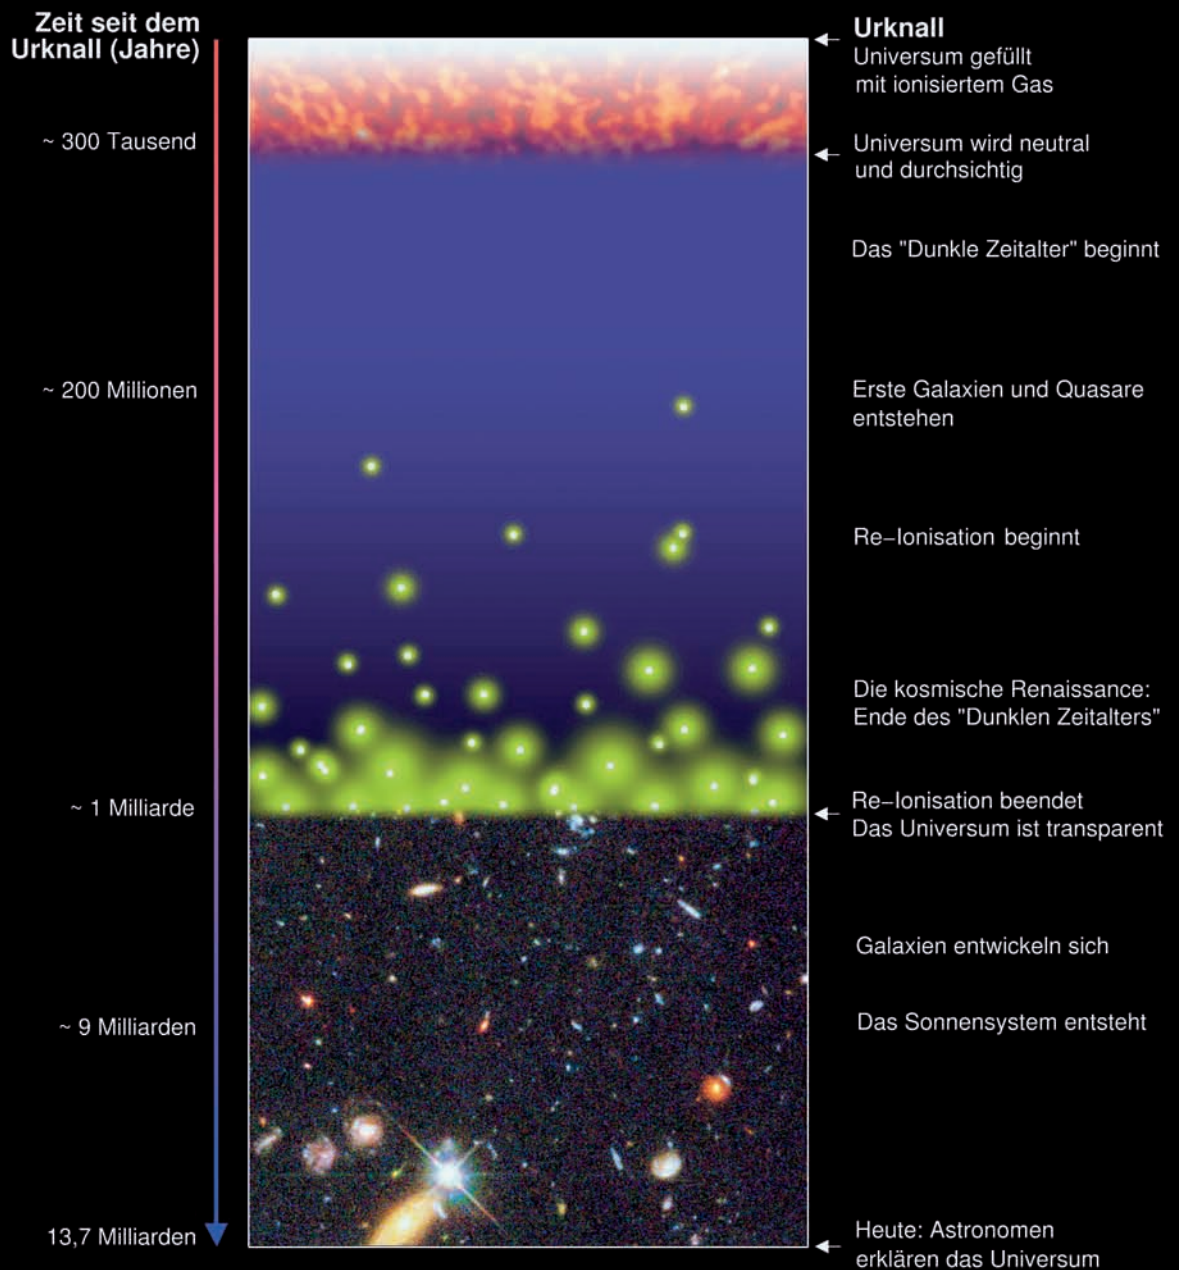 Zeit seit dem
Urknall (Jahre)
Urknall
Universum gefüllt
mit ionisiertem Gas
~ 300 Tausend
Universum wird neutral
und durchsichtig
Das "Dunkle Zeitalter" beginnt
~ 200 Millionen
Erste Galaxien und Quasare
entstehen
Re–Ionisation beginnt
Die kosmische Renaissance:
Ende des "Dunklen Zeitalters"
~ 1 Milliarde
Re–Ionisation beendet
Das Universum ist transparent
Galaxien entwickeln sich
~ 9 Milliarden
Das Sonnensystem entsteht
13,7 Milliarden
Heute: Astronomen
erklären das Universum